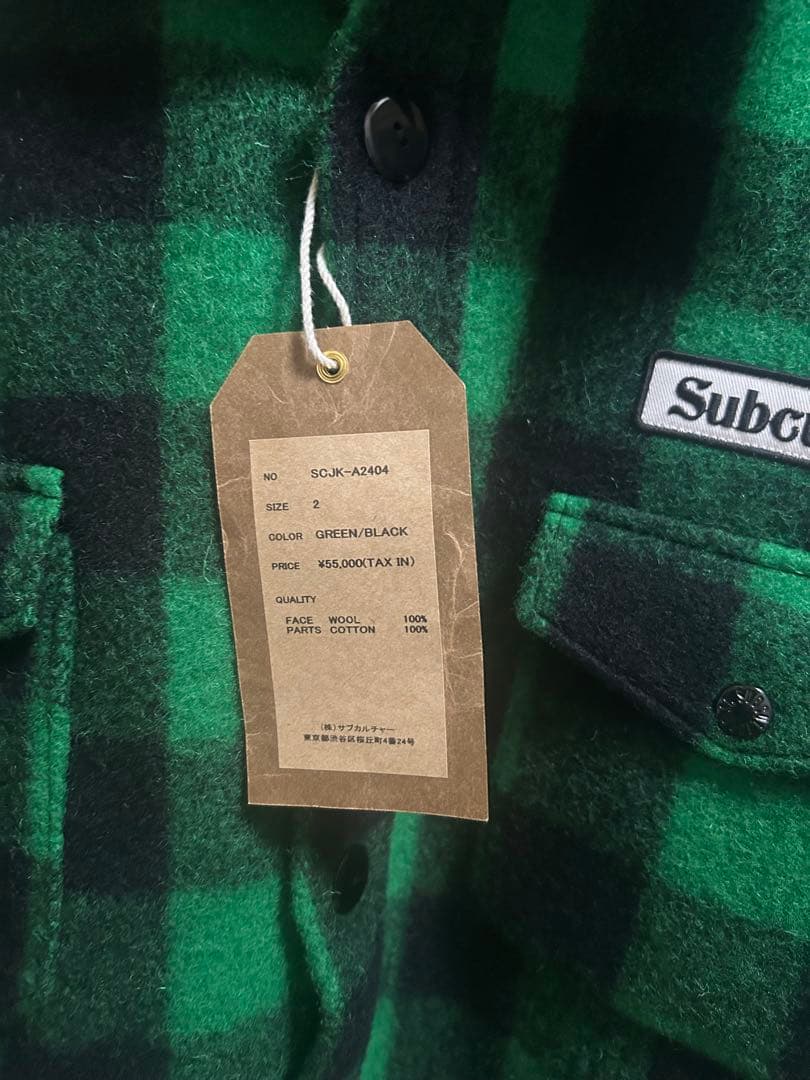 NO SCJK-A2404
SIZE 2
COLOR GREEN/BLACK
PRICE ¥55,000(TAX IN)
QUALITY
FACE WOOL 100%
PARTS COTTON 100%
(株)サブカルチャー
東京都渋谷区桜丘町4番24号
Subcu